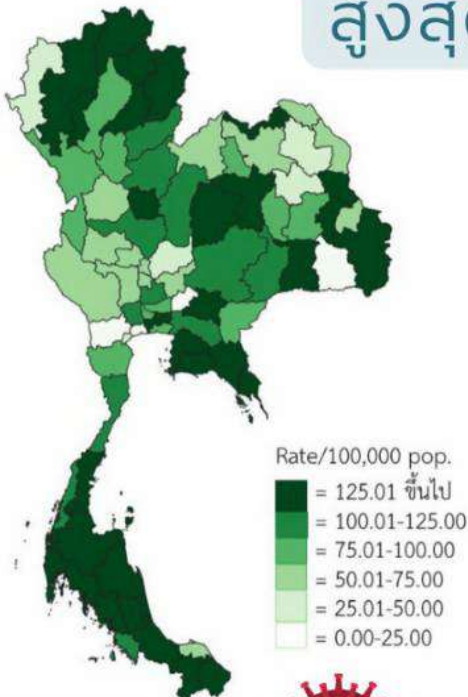 สูงสุด
Rate/100,000 pop.
= 125.01 ขึ้นไป
= 100.01-125.00
= 75.01-100.00
= 50.01-75.00
= 25.01-50.00
= 0.00-25.00